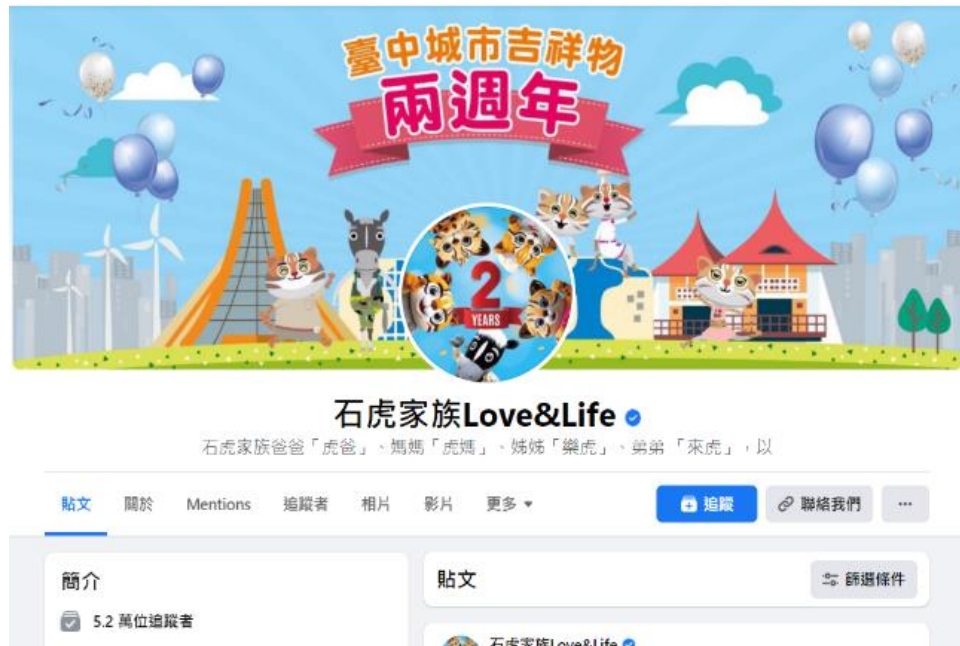 臺中城市吉祥物
兩週年
2
YEARS
石虎家族Love&Life
石虎家族爸爸「虎爸」、媽媽「虎媽」、姊姊「樂虎」、弟弟「來虎」，以
貼文 關於 Mentions 追蹤者 相片 影片 更多 追蹤 聯絡我們 ...
簡介
5.2 萬位追蹤者
貼文 篩選條件
石虎家族Love&Life